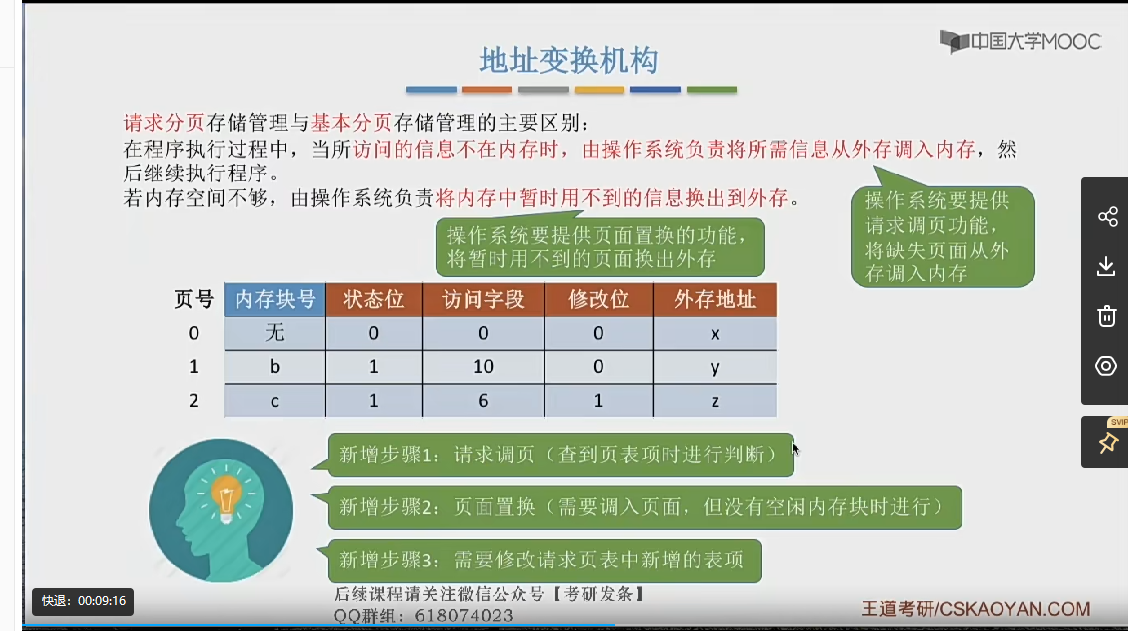 中国大学MOOC
地址变换机构
请求分页存储管理与基本分页存储管理的主要区别：
在程序执行过程中，当所访问的信息不在内存时，由操作系统负责将所需信息从外存调入内存，然
后继续执行程序。
若内存空间不够，由操作系统负责将内存中暂时用不到的信息换出到外存。
操作系统要提供
请求调页功能，
将缺失页面从外
存调入内存
操作系统要提供页面置换的功能，
将暂时用不到的页面换出外存
页号 内存块号 状态位 访问字段 修改位 外存地址
0 无 0 0 0 x
1 b 1 10 0 y
2 c 1 6 1 z
新增步骤1：请求调页（查到页表项时进行判断）
新增步骤2：页面置换（需要调入页面，但没有空闲内存块时进行）
新增步骤3：需要修改请求页表中新增的表项
后续课程请关注微信公众号【考研发条】
QQ群组：618074023
快退：00:09:16
王道考研/CSKAOYAN.COM
SVIP